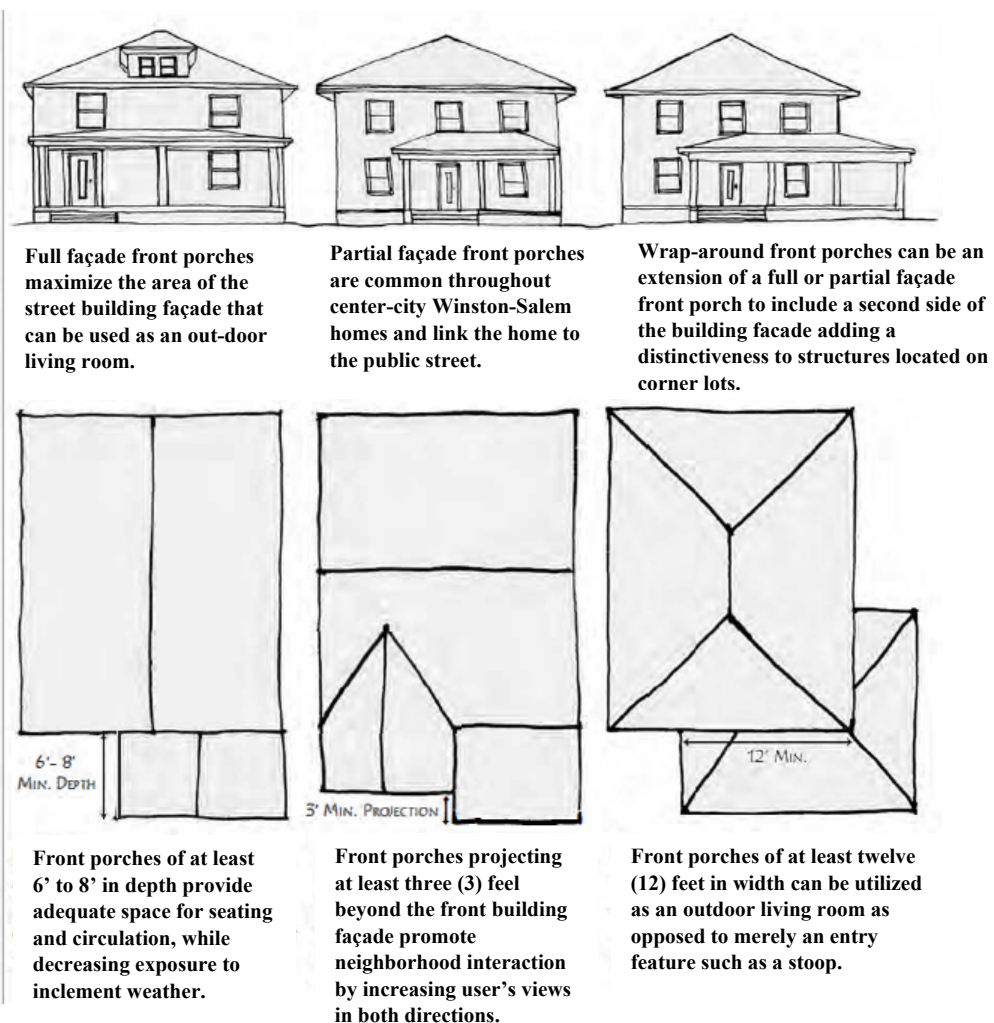 Full façade front porches
maximize the area of the
street building façade that
can be used as an out-door
living room.
Partial façade front porches
are common throughout
center-city Winston-Salem
homes and link the home to
the public street.
Wrap-around front porches can be an
extension of a full or partial façade
front porch to include a second side of
the building facade adding a
distinctiveness to structures located on
corner lots.
6'- 8'
MIN. DEPTH
3' MIN. PROJECTION
12' MIN.
Front porches of at least
6’ to 8’ in depth provide
adequate space for seating
and circulation, while
decreasing exposure to
inclement weather.
Front porches projecting
at least three (3) feel
beyond the front building
façade promote
neighborhood interaction
by increasing user’s views
in both directions.
Front porches of at least twelve
(12) feet in width can be utilized
as an outdoor living room as
opposed to merely an entry
feature such as a stoop.